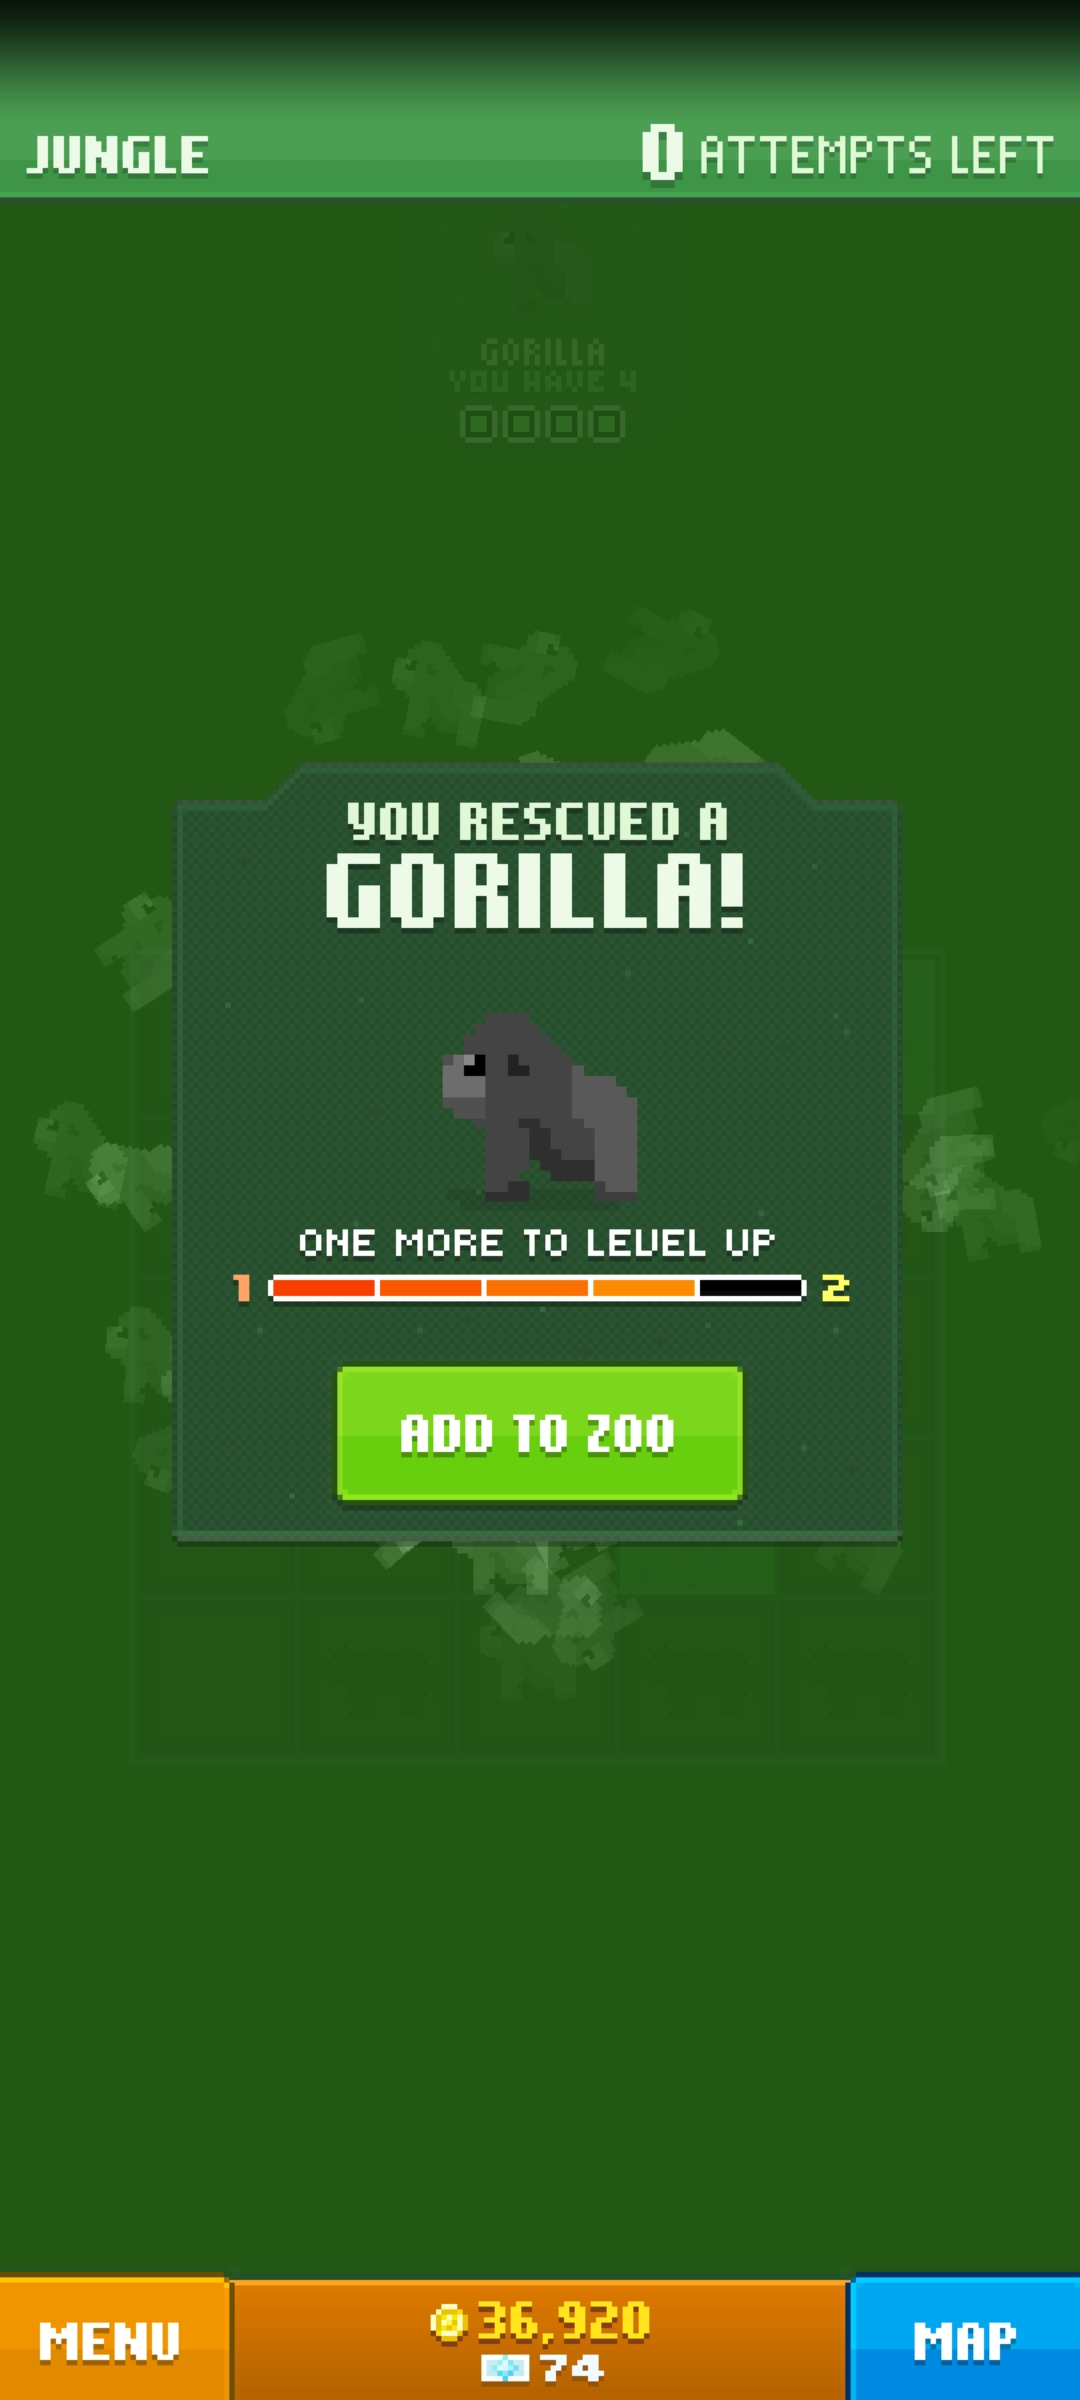 JUNGLE
0 ATTEMPTS LEFT
GORILLA
YOU HAVE 4
YOU RESCUED A
GORILLA!
ONE MORE TO LEVEL UP
1
2
ADD TO ZOO
MENU
36,920
74
MAP